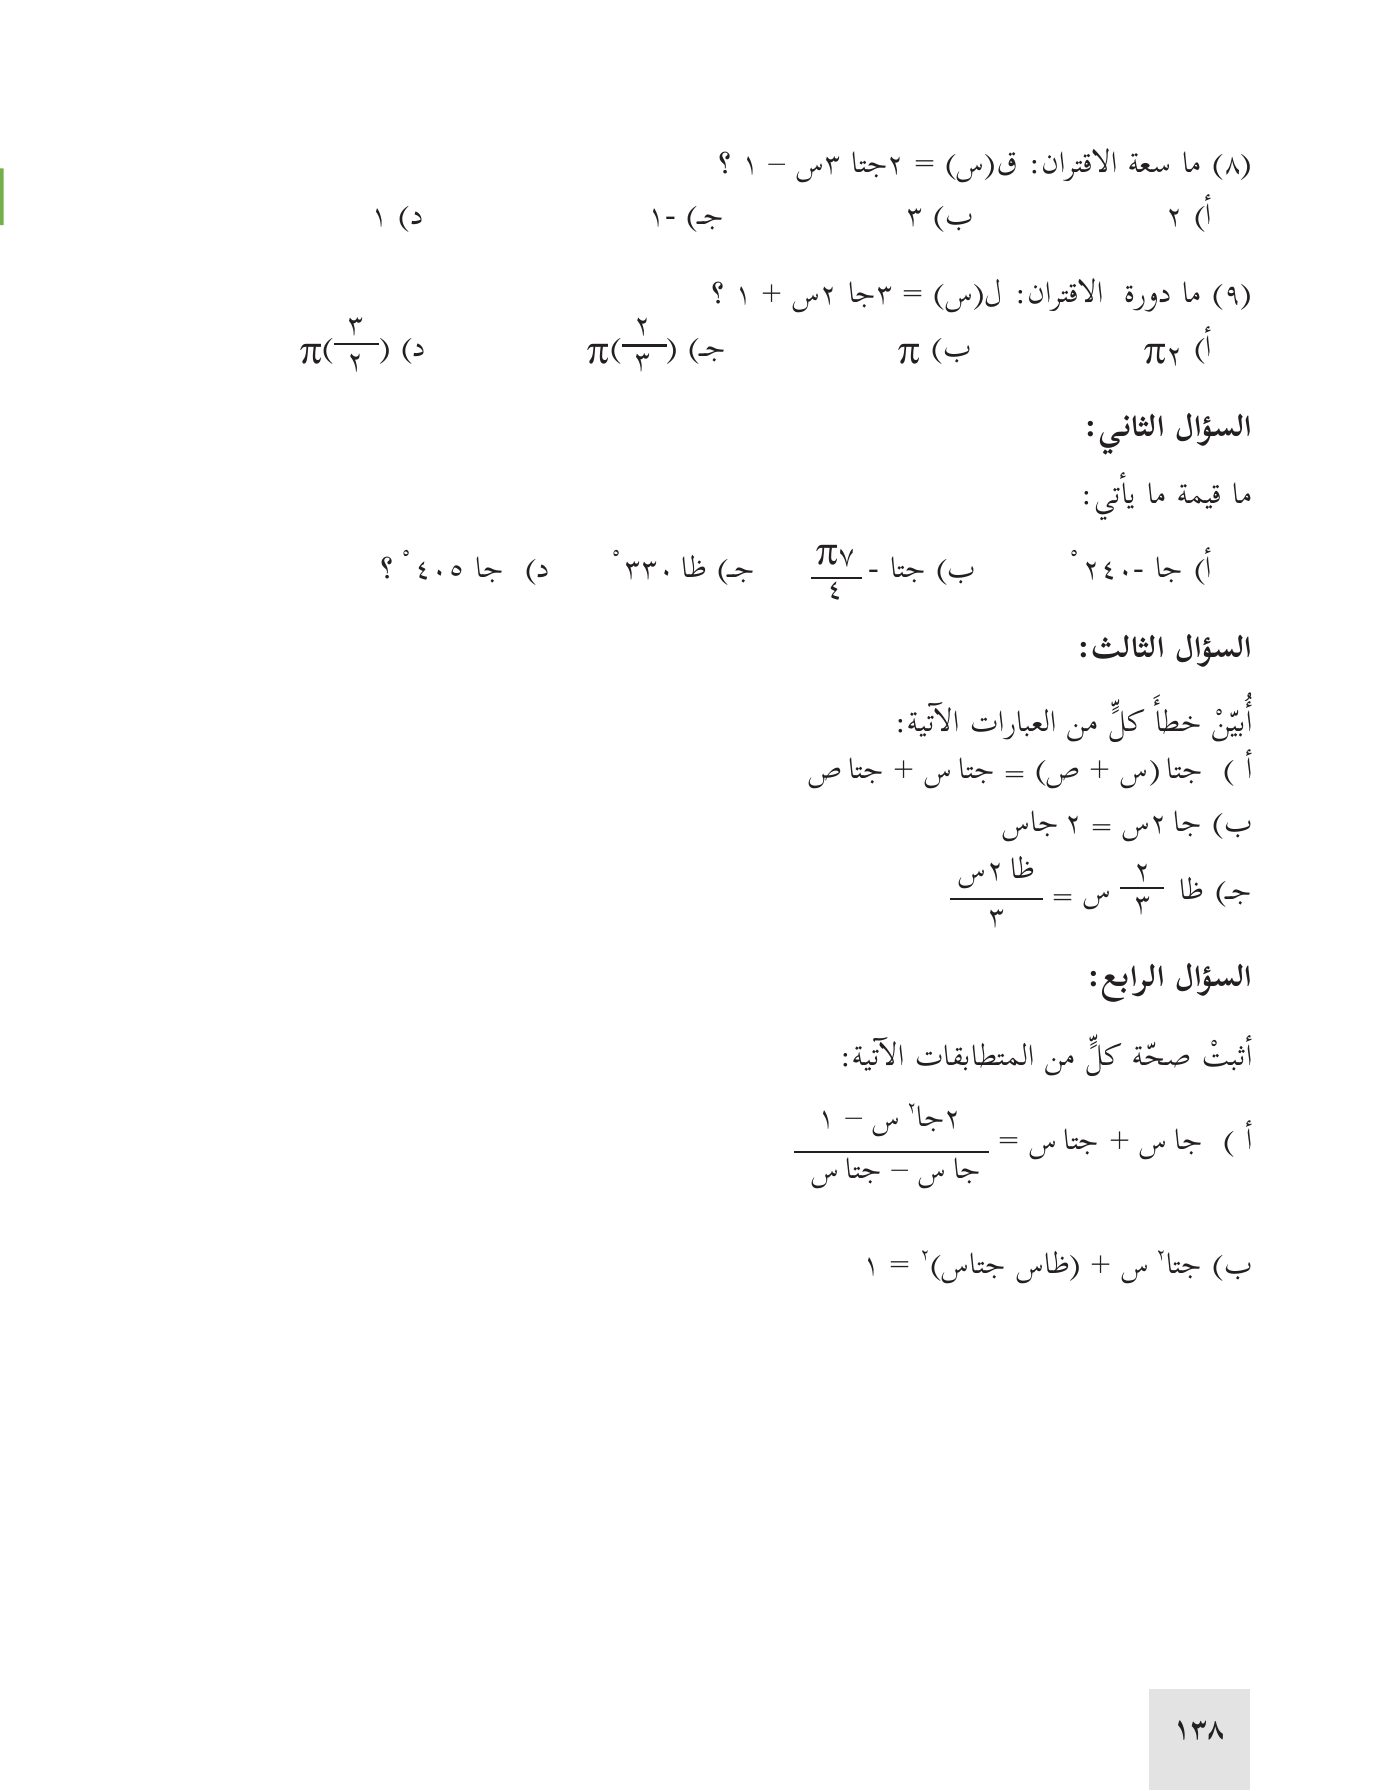 (٨) ما سعة الاقتران: ق(س) = ٢جتا ٣س – ١ ؟
أ) ٢ ب) ٣ جـ) -١ د) ١
(٩) ما دورة الاقتران: ل(س) = ٣جا ٢س + ١ ؟
أ) ٢π ب) π جـ) (٢/٣)π د) (٣/٢)π
السؤال الثاني:
ما قيمة ما يأتي:
أ) جا -٢٤٠° ب) جتا - ٧π/٤ جـ) ظا ٣٣٠° د) جا ٤٠٥° ؟
السؤال الثالث:
أُبيّنْ خطأَ كلٍّ من العبارات الآتية:
أ ) جتا (س + ص) = جتا س + جتا ص
ب) جا ٢س = ٢ جاس
جـ) ظا ٢/٣ س = ظا ٢س/٣
السؤال الرابع:
أثبتْ صحّة كلٍّ من المتطابقات الآتية:
أ ) جا س + جتا س = ٢جا٢ س – ١ / جا س – جتا س
ب) جتا٢ س + (ظاس جتاس)٢ = ١
١٣٨